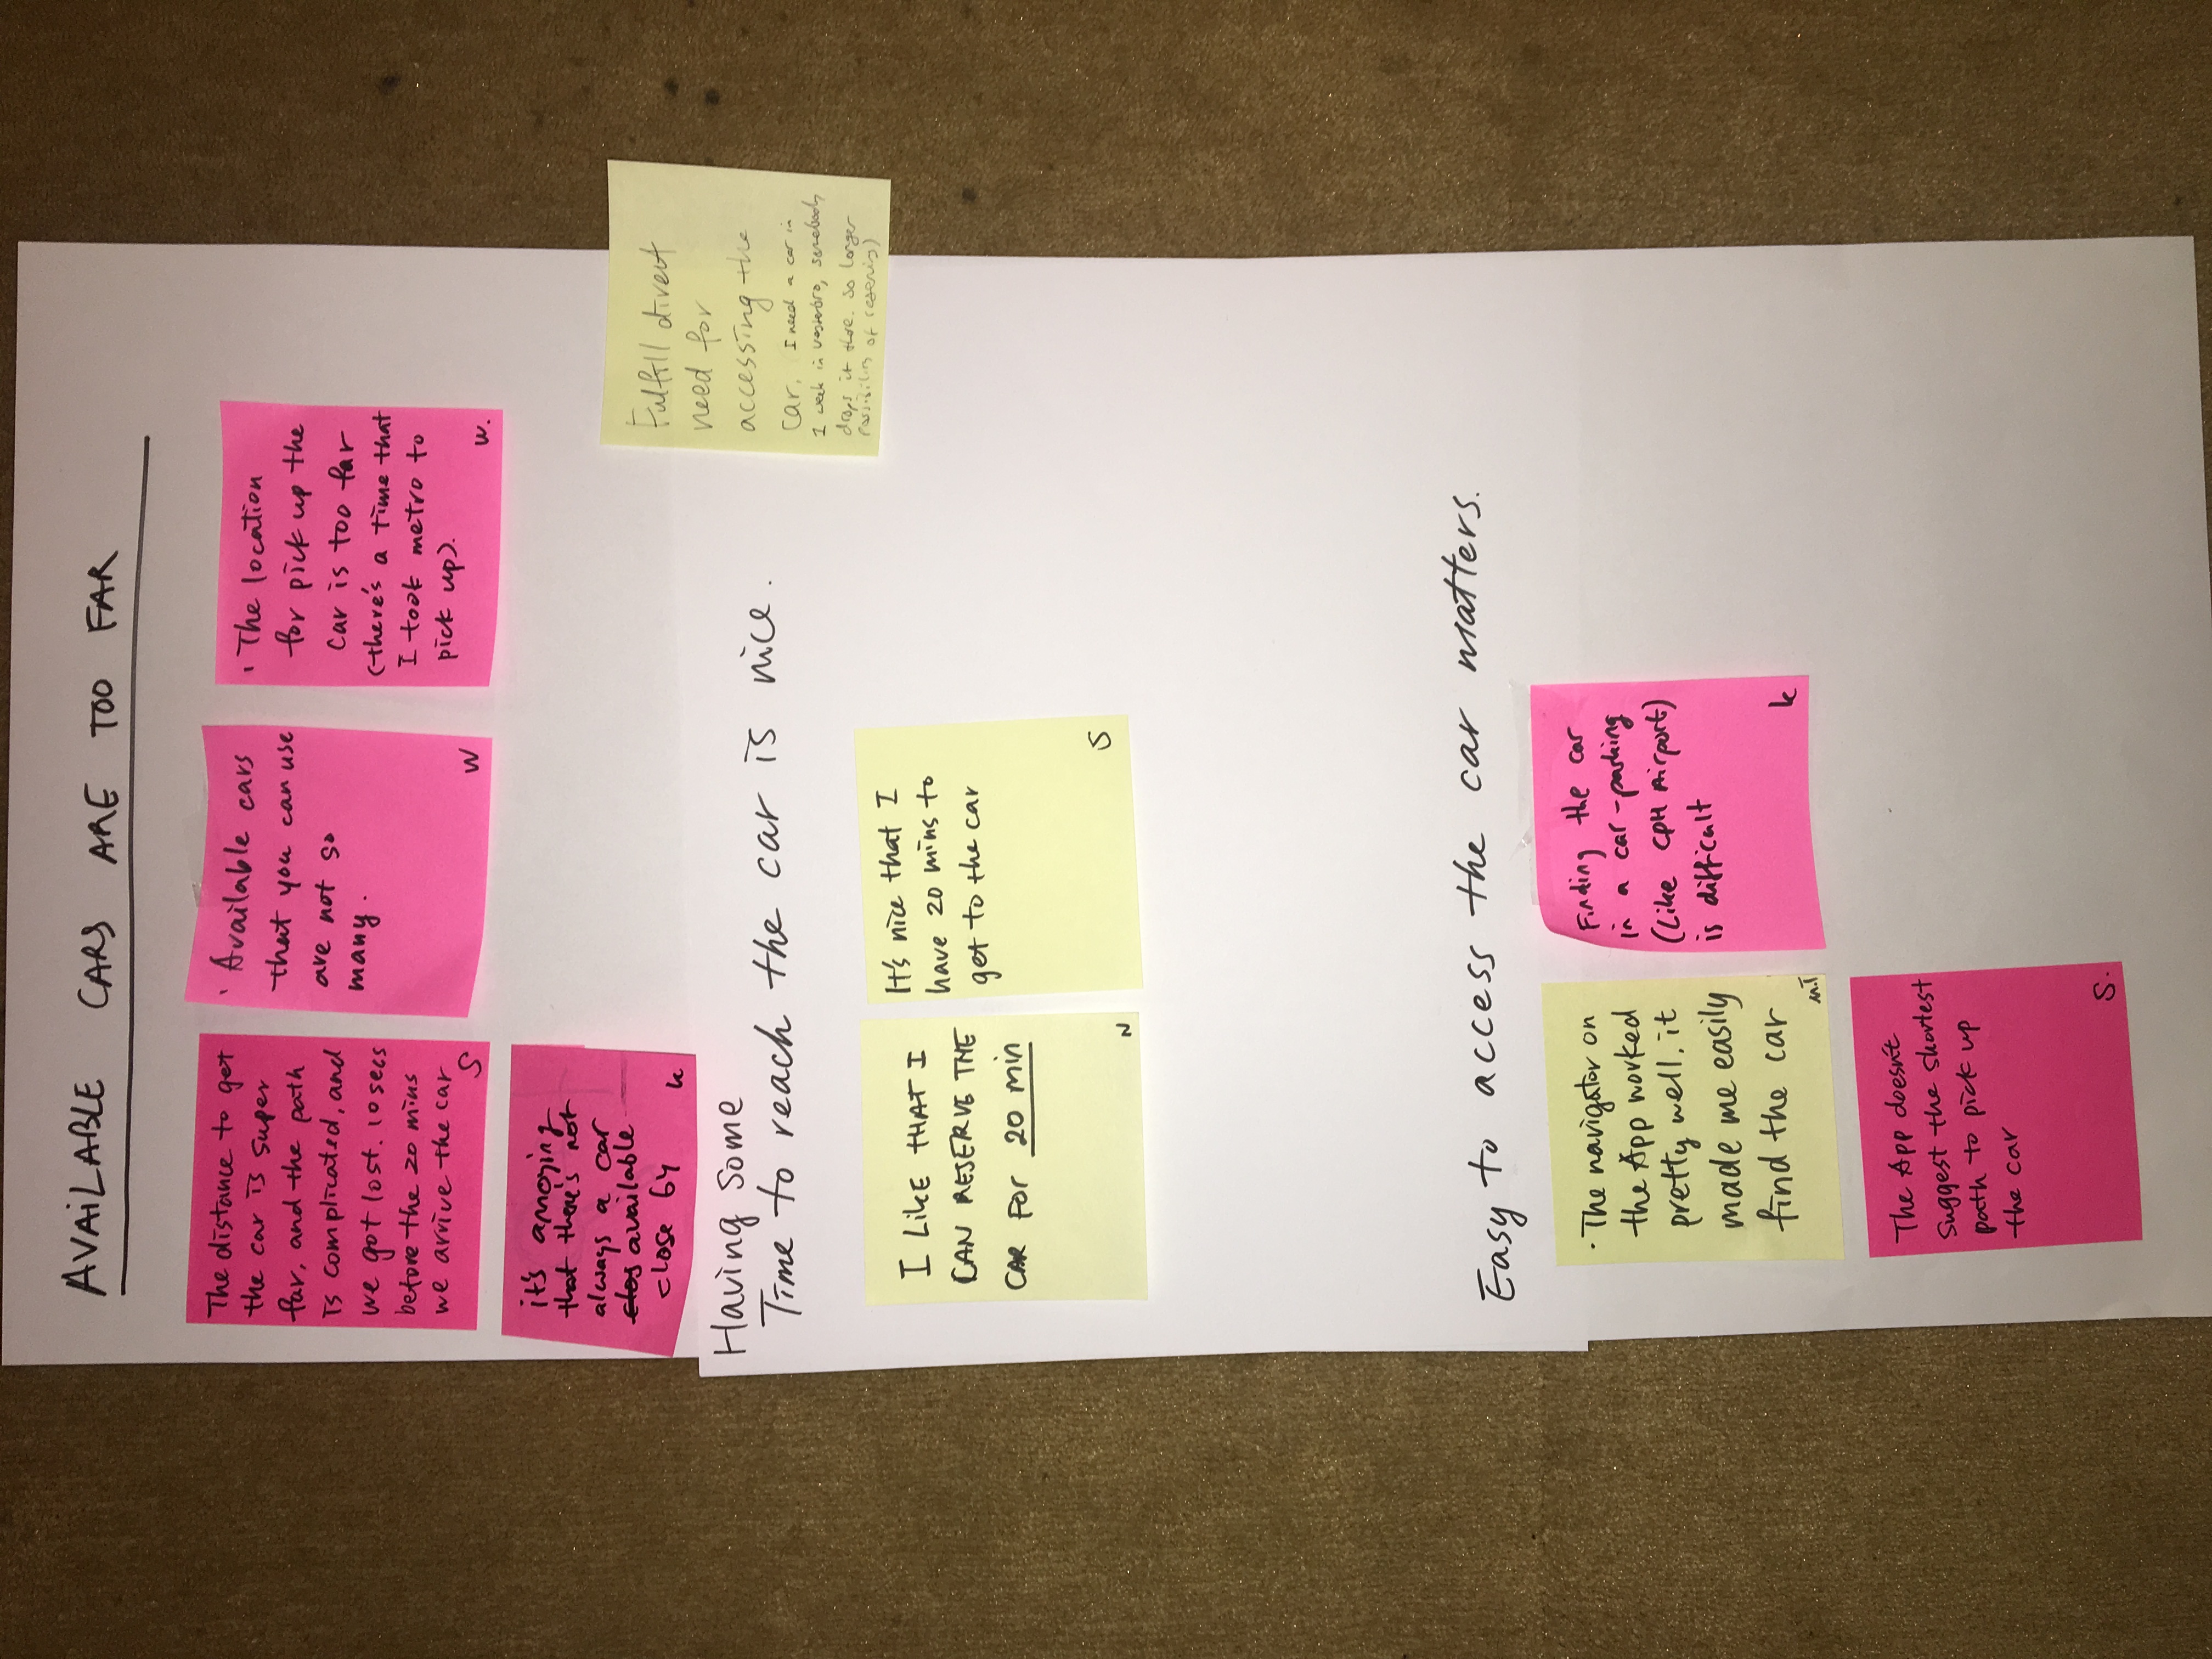 AVAILABLE CARS ARE TOO FAR
The distance to get
the car is super
far, and the path
is complicated, and
we got lost. 10secs
before the 20 mins
we arrive the car
S
· Available cars
that you can use
are not so
many.
W
· The location
for pick up the
car is too far
(there's a time that
I took metro to
pick up).
W.
it's annoying
that there's not
always a car
clos available
close by
k
Fulfill direct
need for
accessing the
car. I need a car in
1 week in vesterbro, somebody
drops it there. so longer
possibility of reserving)
Having some
Time to reach the car is nice.
I LIKE THAT I
CAN RESERVE THE
CAR FOR 20 min
N
It's nice that I
have 20 mins to
get to the car
S
Easy to access the car matters.
· The navigator on
the App worked
pretty well. it
made me easily
find the car
M.T
Finding the car
in a car-parking
(Like CPH Airport)
is difficult
k
The App doesn't
suggest the shortest
path to pick up
the car
S.